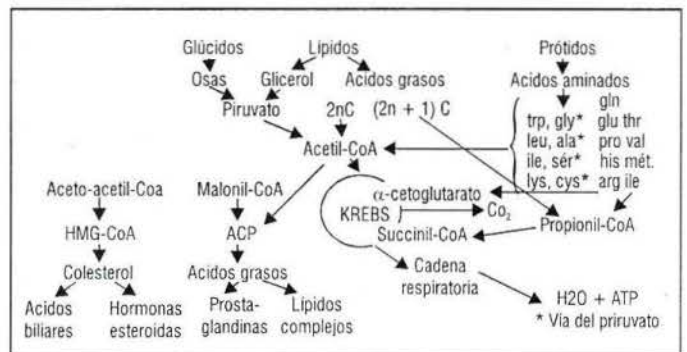 Glúcidos Lípidos Prótidos
Osas Glicerol Acidos grasos Acidos aminados
Piruvato 2nC (2n + 1) C gln
trp, gly* glu thr
Acetil-CoA leu, ala* pro val
ile, sér* his mét.
lys, cys* arg ile
Aceto-acetil-Coa Malonil-CoA α-cetoglutarato
KREBS Co₂
HMG-CoA ACP Succinil-CoA Propionil-CoA
Colesterol Acidos grasos Cadena
respiratoria
Acidos Hormonas Prosta- Lípidos H2O + ATP
biliares esteroidas glandinas complejos * Via del priruvato